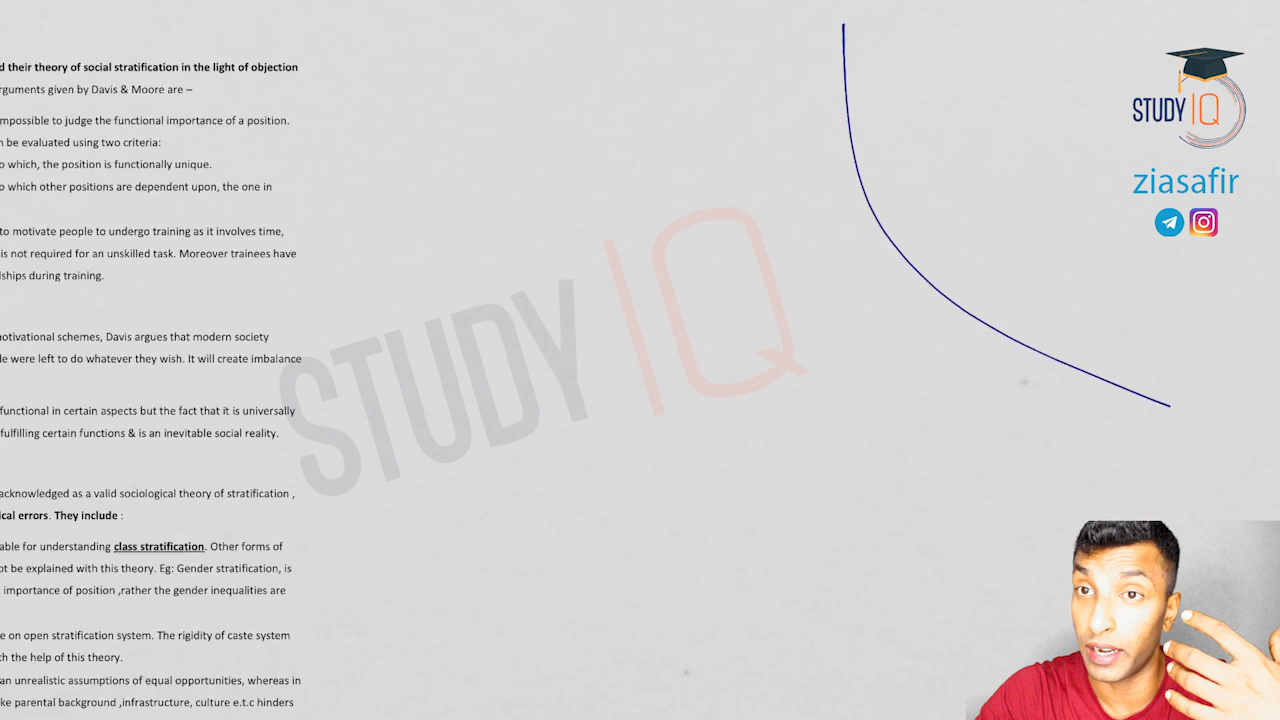 d their theory of social stratification in the light of objection
rguments given by Davis & Moore are –
mpossible to judge the functional importance of a position.
n be evaluated using two criteria:
o which, the position is functionally unique.
o which other positions are dependent upon, the one in
to motivate people to undergo training as it involves time,
is not required for an unskilled task. Moreover trainees have
lships during training.
notivational schemes, Davis argues that modern society
le were left to do whatever they wish. It will create imbalance
functional in certain aspects but the fact that it is universally
fulfilling certain functions & is an inevitable social reality.
acknowledged as a valid sociological theory of stratification ,
ical errors. They include :
able for understanding class stratification. Other forms of
ot be explained with this theory. Eg: Gender stratification, is
importance of position ,rather the gender inequalities are
e on open stratification system. The rigidity of caste system
th the help of this theory.
an unrealistic assumptions of equal opportunities, whereas in
ke parental background ,infrastructure, culture e.t.c hinders
STUDY IQ
STUDY IQ
ziasafir